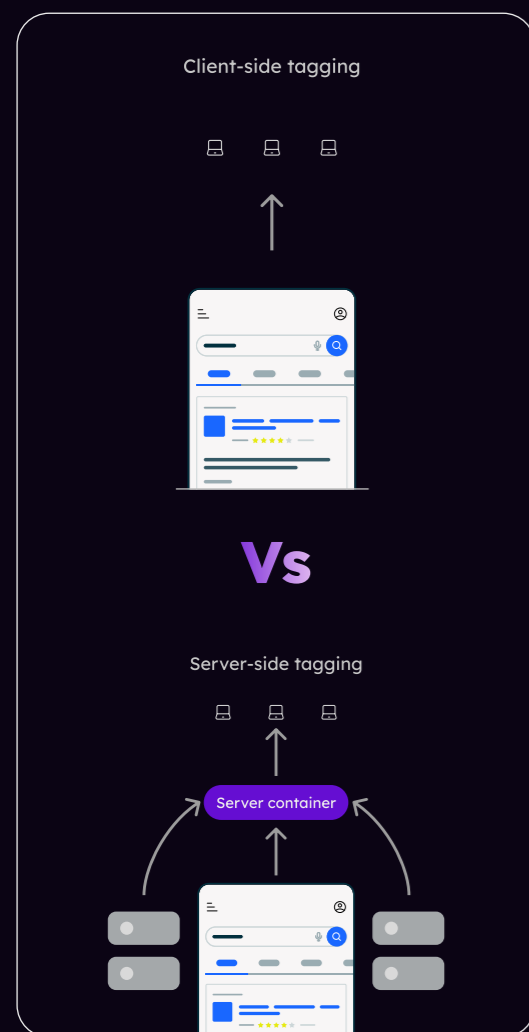 Client-side tagging
Vs
Server-side tagging
Server container